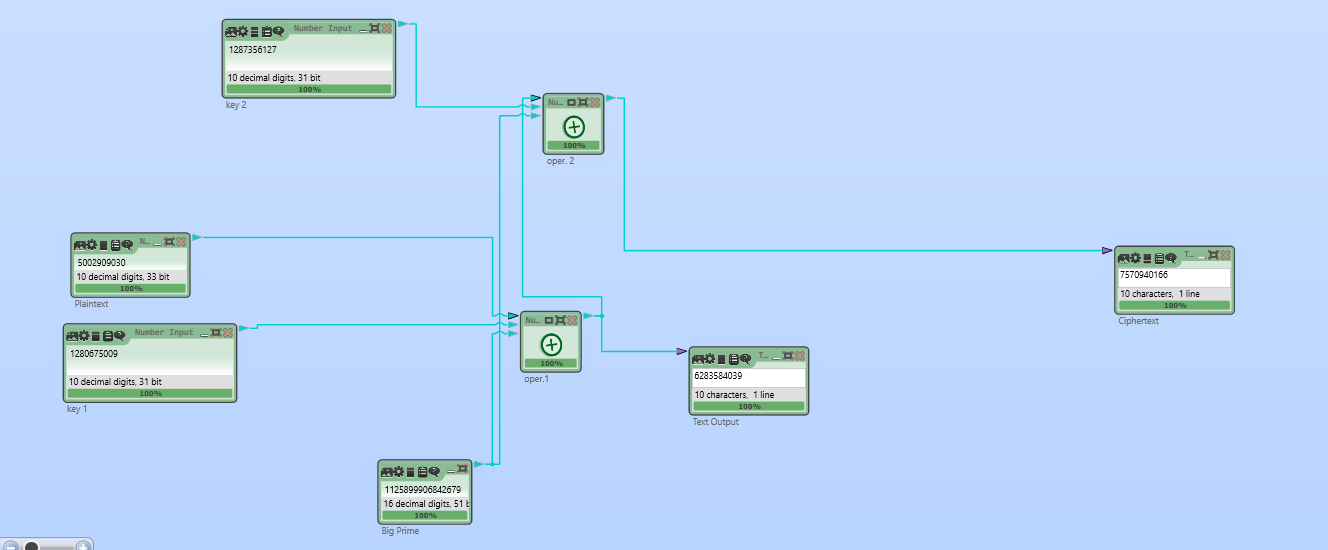 Number Input
1287356127
10 decimal digits, 31 bit
100%
key 2
Nu...
100%
oper. 2
N...
5002909030
10 decimal digits, 33 bit
100%
Plaintext
T...
7570940166
10 characters, 1 line
100%
Ciphertext
Number Input
1280675009
10 decimal digits, 31 bit
100%
key 1
Nu...
100%
oper.1
T...
6283584039
10 characters, 1 line
100%
Text Output
1125899906842679
16 decimal digits, 51 b
100%
Big Prime